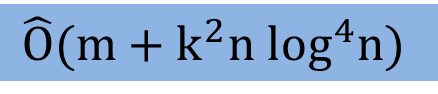 Ô(m + k²n log⁴n)